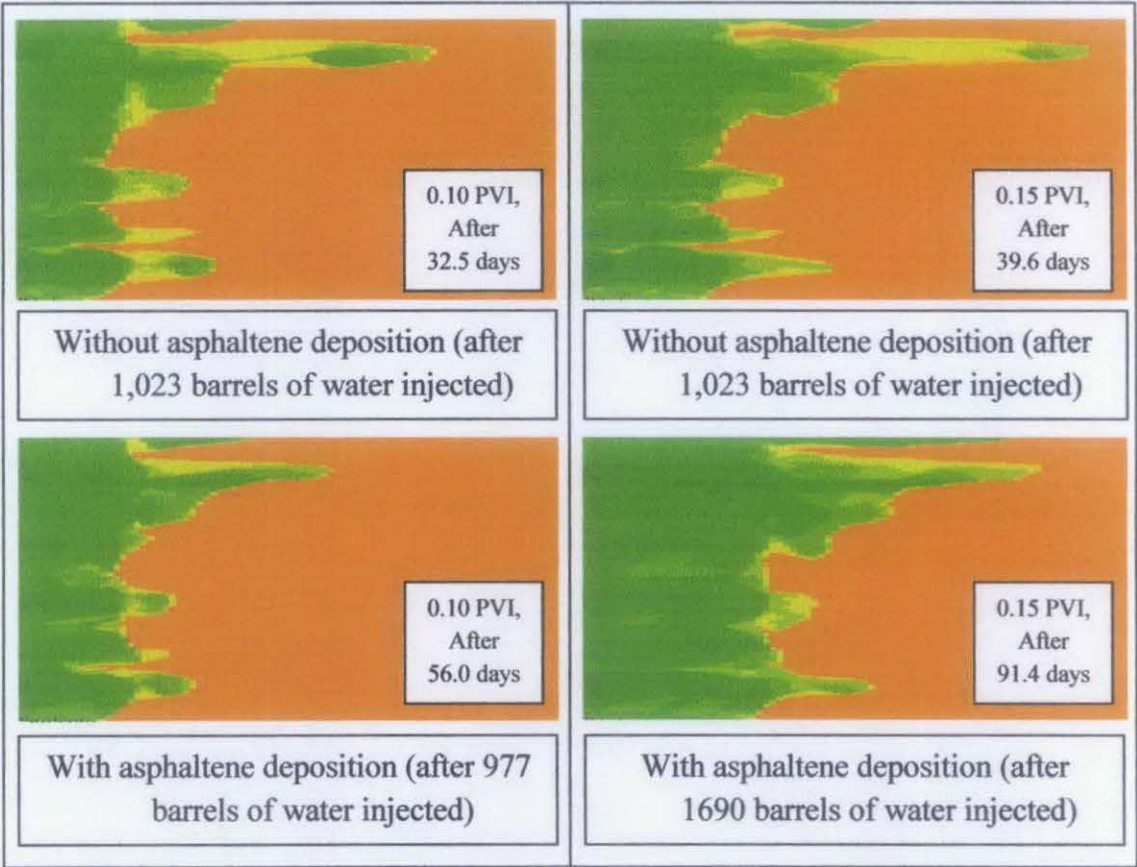 0.10 PVI,
After
32.5 days
Without asphaltene deposition (after
1,023 barrels of water injected)
0.15 PVI,
After
39.6 days
Without asphaltene deposition (after
1,023 barrels of water injected)
0.10 PVI,
After
56.0 days
With asphaltene deposition (after 977
barrels of water injected)
0.15 PVI,
After
91.4 days
With asphaltene deposition (after
1690 barrels of water injected)